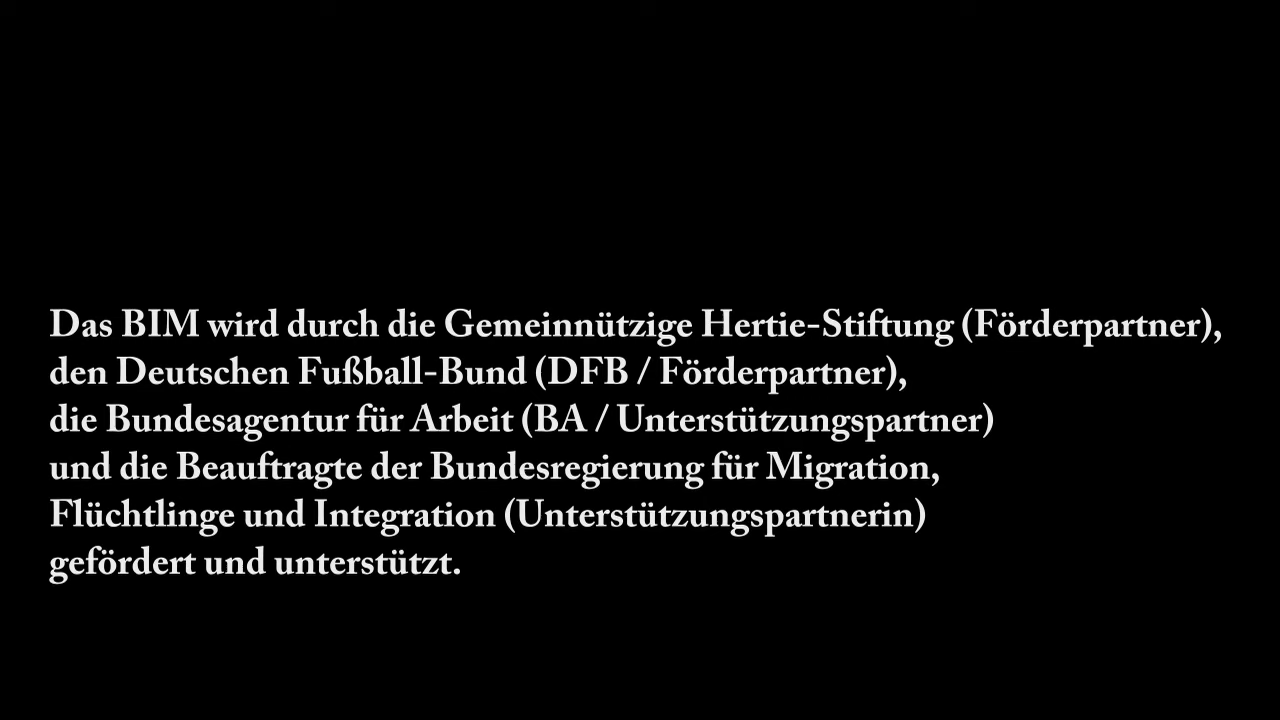 Das BIM wird durch die Gemeinnützige Hertie-Stiftung (Förderpartner),
den Deutschen Fußball-Bund (DFB / Förderpartner),
die Bundesagentur für Arbeit (BA / Unterstützungspartner)
und die Beauftragte der Bundesregierung für Migration,
Flüchtlinge und Integration (Unterstützungspartnerin)
gefördert und unterstützt.